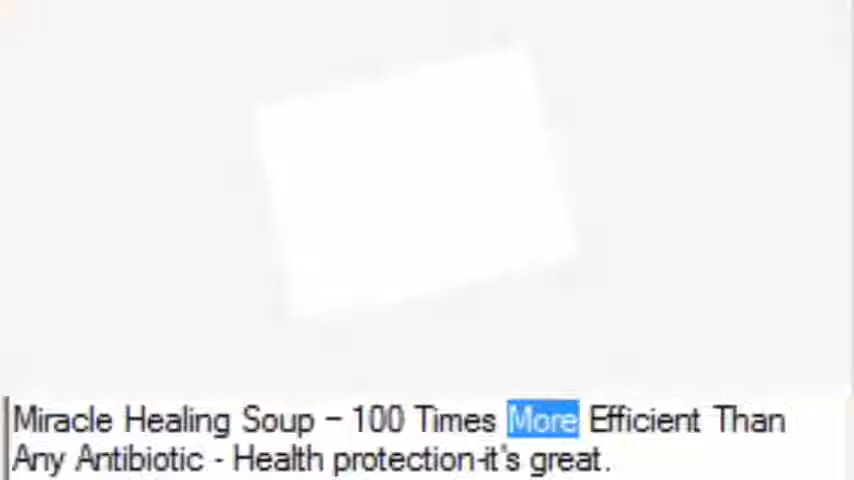 Miracle Healing Soup – 100 Times More Efficient Than
Any Antibiotic - Health protection-it's great.